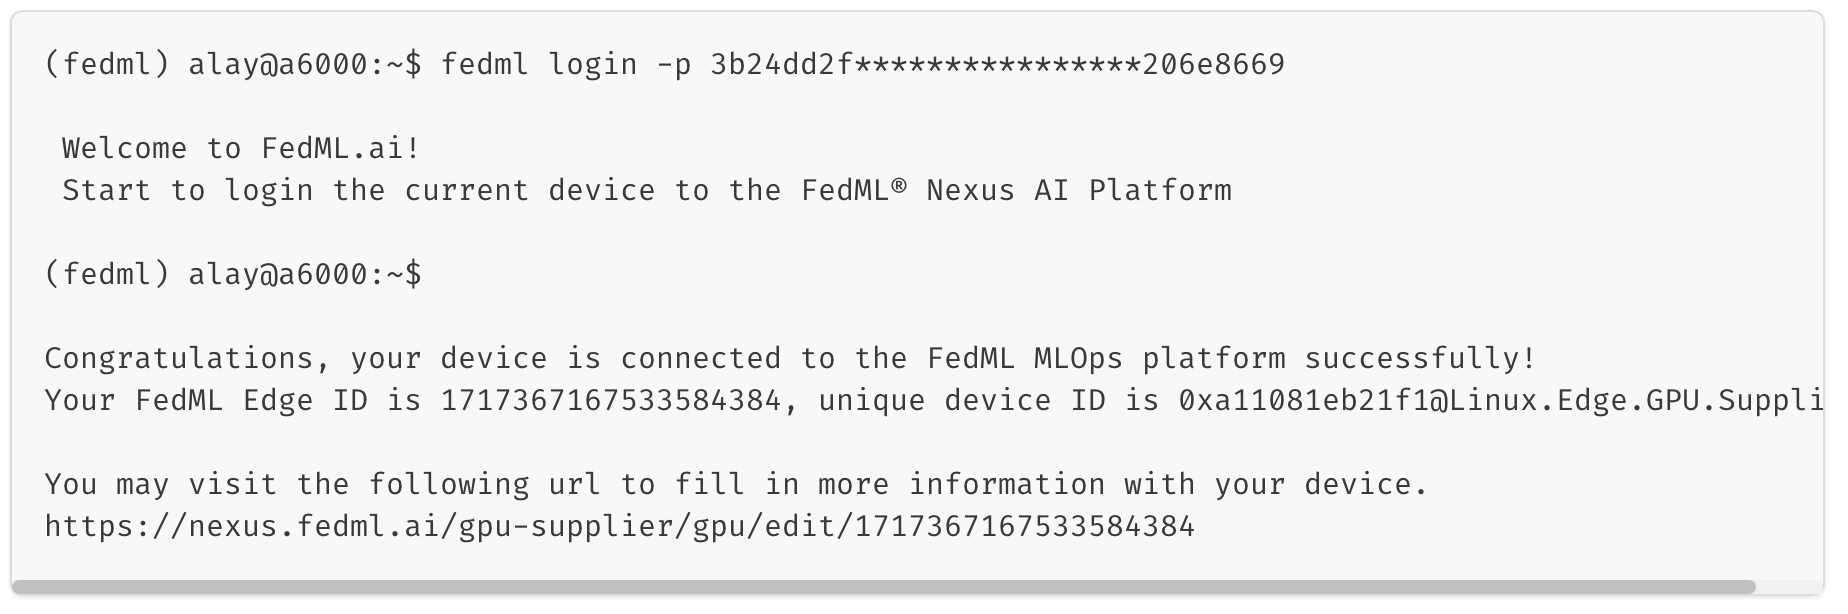 (fedml) alay@a6000:~$ fedml login -p 3b24dd2f****************206e8669
Welcome to FedML.ai!
Start to login the current device to the FedML® Nexus AI Platform
(fedml) alay@a6000:~$
Congratulations, your device is connected to the FedML MLOps platform successfully!
Your FedML Edge ID is 1717367167533584384, unique device ID is 0xa11081eb21f1@Linux.Edge.GPU.Suppli
You may visit the following url to fill in more information with your device.
https://nexus.fedml.ai/gpu-supplier/gpu/edit/1717367167533584384